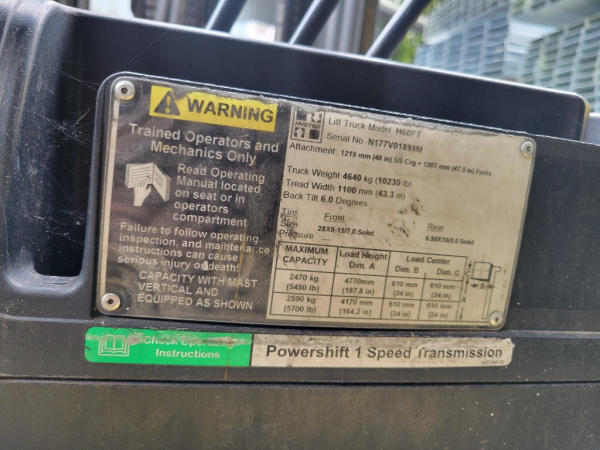 WARNING
Trained Operators and
Mechanics Only
Read Operating
Manual located
on seat or in
operators
compartment
Failure to follow operating
inspection, and maintenance
instructions can cause
serious injury or death!
CAPACITY WITH MAST
VERTICAL AND
EQUIPPED AS SHOWN
HYSTER
Lift Truck Model H60FT
Serial No N177V01891M
Attachment: 1219 mm (48 in) SS Crg + 1207 mm (47.5 in) Forks
Truck Weight 4640 kg (10230 lb)
Tread Width 1100 mm (43.3 in)
Back Tilt 6.0 Degrees
Tire Front Rear
Size 28X9-15/7.0 Solid 6.50X10/5.0 Solid
Pressure
MAXIMUM CAPACITY Load Height Dim. A Load Center Dim. B Dim. C
2470 kg (5450 lb) 4770mm (187.8 in) 610 mm (24 in) 610 mm (24 in)
2590 kg (5700 lb) 4170 mm (164.2 in) 610 mm (24 in) 610 mm (24 in)
A
B
Check Operating
Instructions
Powershift 1 Speed Transmission